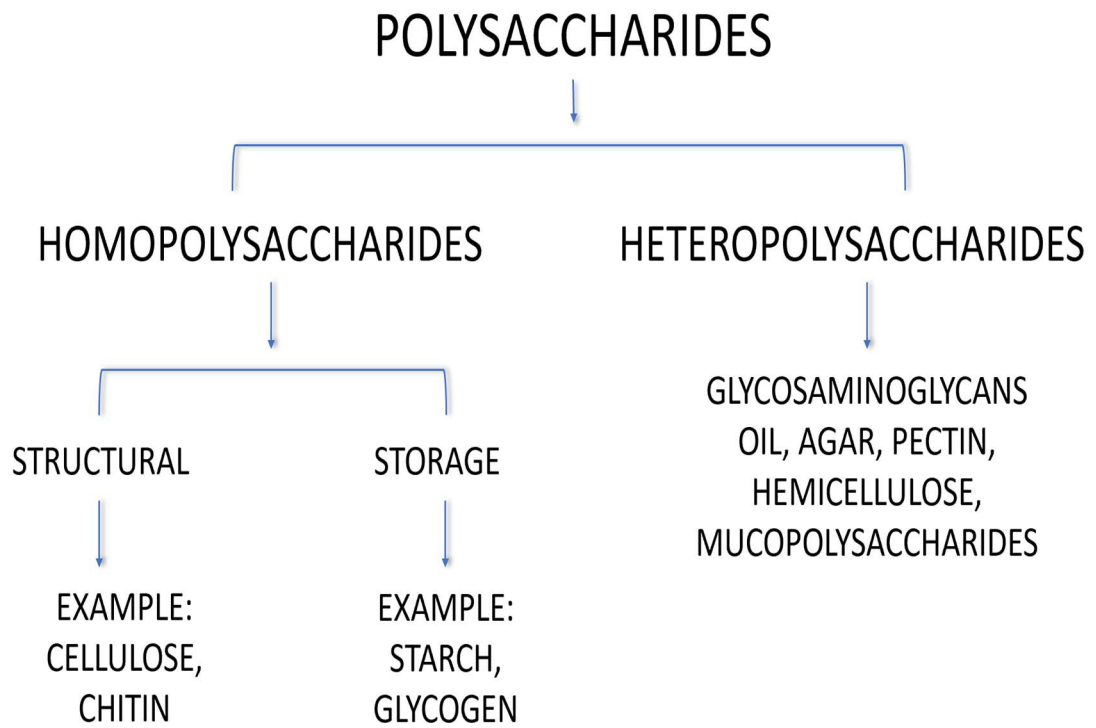 POLYSACCHARIDES
HOMOPOLYSACCHARIDES
HETEROPOLYSACCHARIDES
STRUCTURAL
STORAGE
GLYCOSAMINOGLYCANS
OIL, AGAR, PECTIN,
HEMICELLULOSE,
MUCOPOLYSACCHARIDES
EXAMPLE:
CELLULOSE,
CHITIN
EXAMPLE:
STARCH,
GLYCOGEN